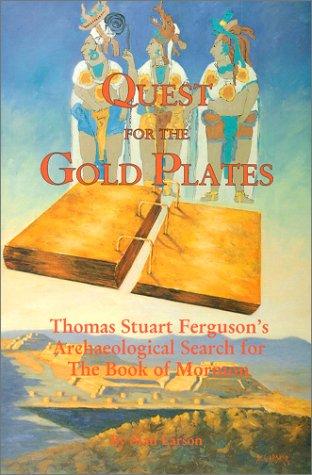 QUEST
FOR THE
GOLD PLATES
Thomas Stuart Ferguson's
Archaeological Search for
The Book of Mormon
By Stan Larson